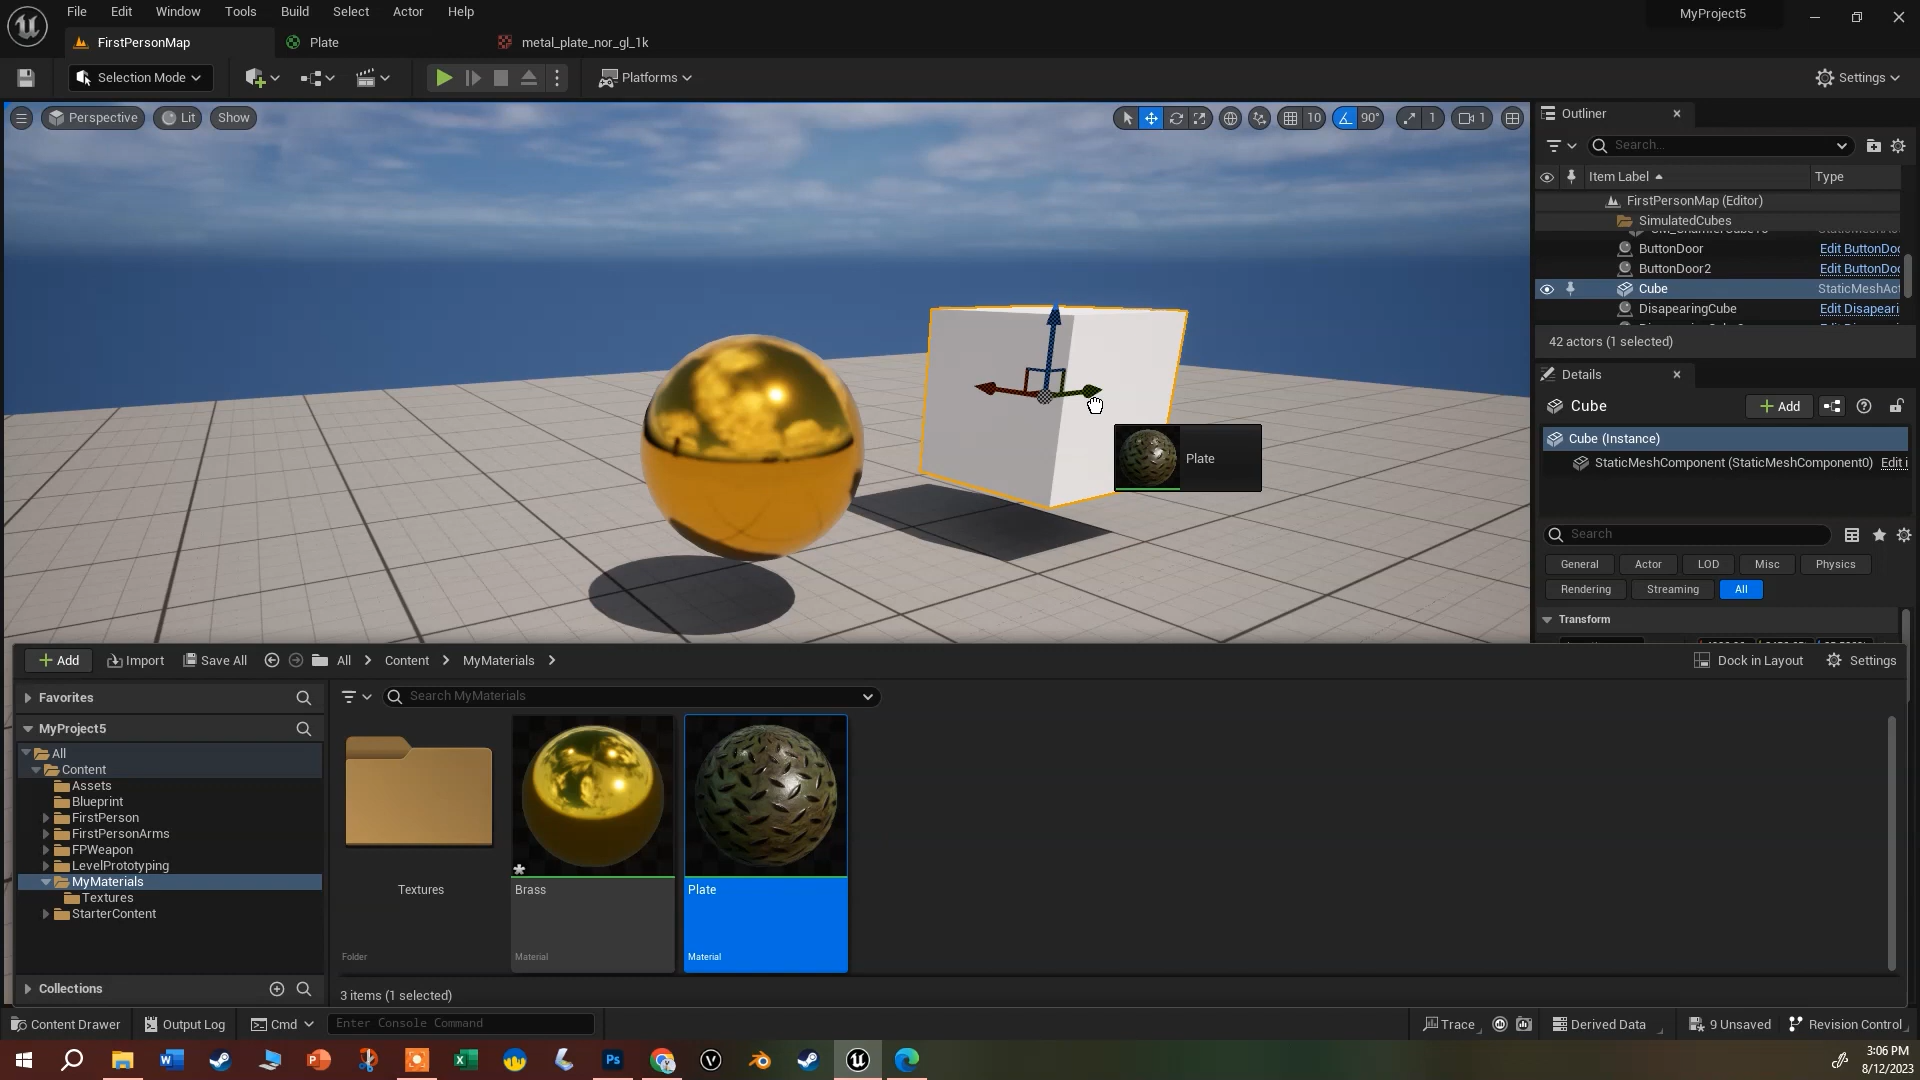 File Edit Window Tools Build Select Actor Help
MyProject5
FirstPersonMap
Plate
metal_plate_nor_gl_1k
Selection Mode
Platforms
Settings
Perspective
Lit
Show
10
90°
1
1
Outliner
Search...
Item Label
Type
FirstPersonMap (Editor)
SimulatedCubes
ButtonDoor Edit ButtonDoo
ButtonDoor2 Edit ButtonDoo
Cube StaticMeshAct
DisapearingCube Edit Disapeari
42 actors (1 selected)
Details
Cube
Add
Cube (Instance)
StaticMeshComponent (StaticMeshComponent0) Edit i
Search
General Actor LOD Misc Physics
Rendering Streaming All
Transform
Plate
Add Import Save All All Content MyMaterials
Dock in Layout
Settings
Favorites
Search MyMaterials
MyProject5
All
Content
Assets
Blueprint
FirstPerson
FirstPersonArms
FPWeapon
LevelPrototyping
MyMaterials
Textures
StarterContent
Collections
Textures
Folder
Brass
Material
Plate
Material
3 items (1 selected)
Content Drawer Output Log Cmd Enter Console Command
Trace Derived Data 9 Unsaved Revision Control
3:06 PM
8/12/2023